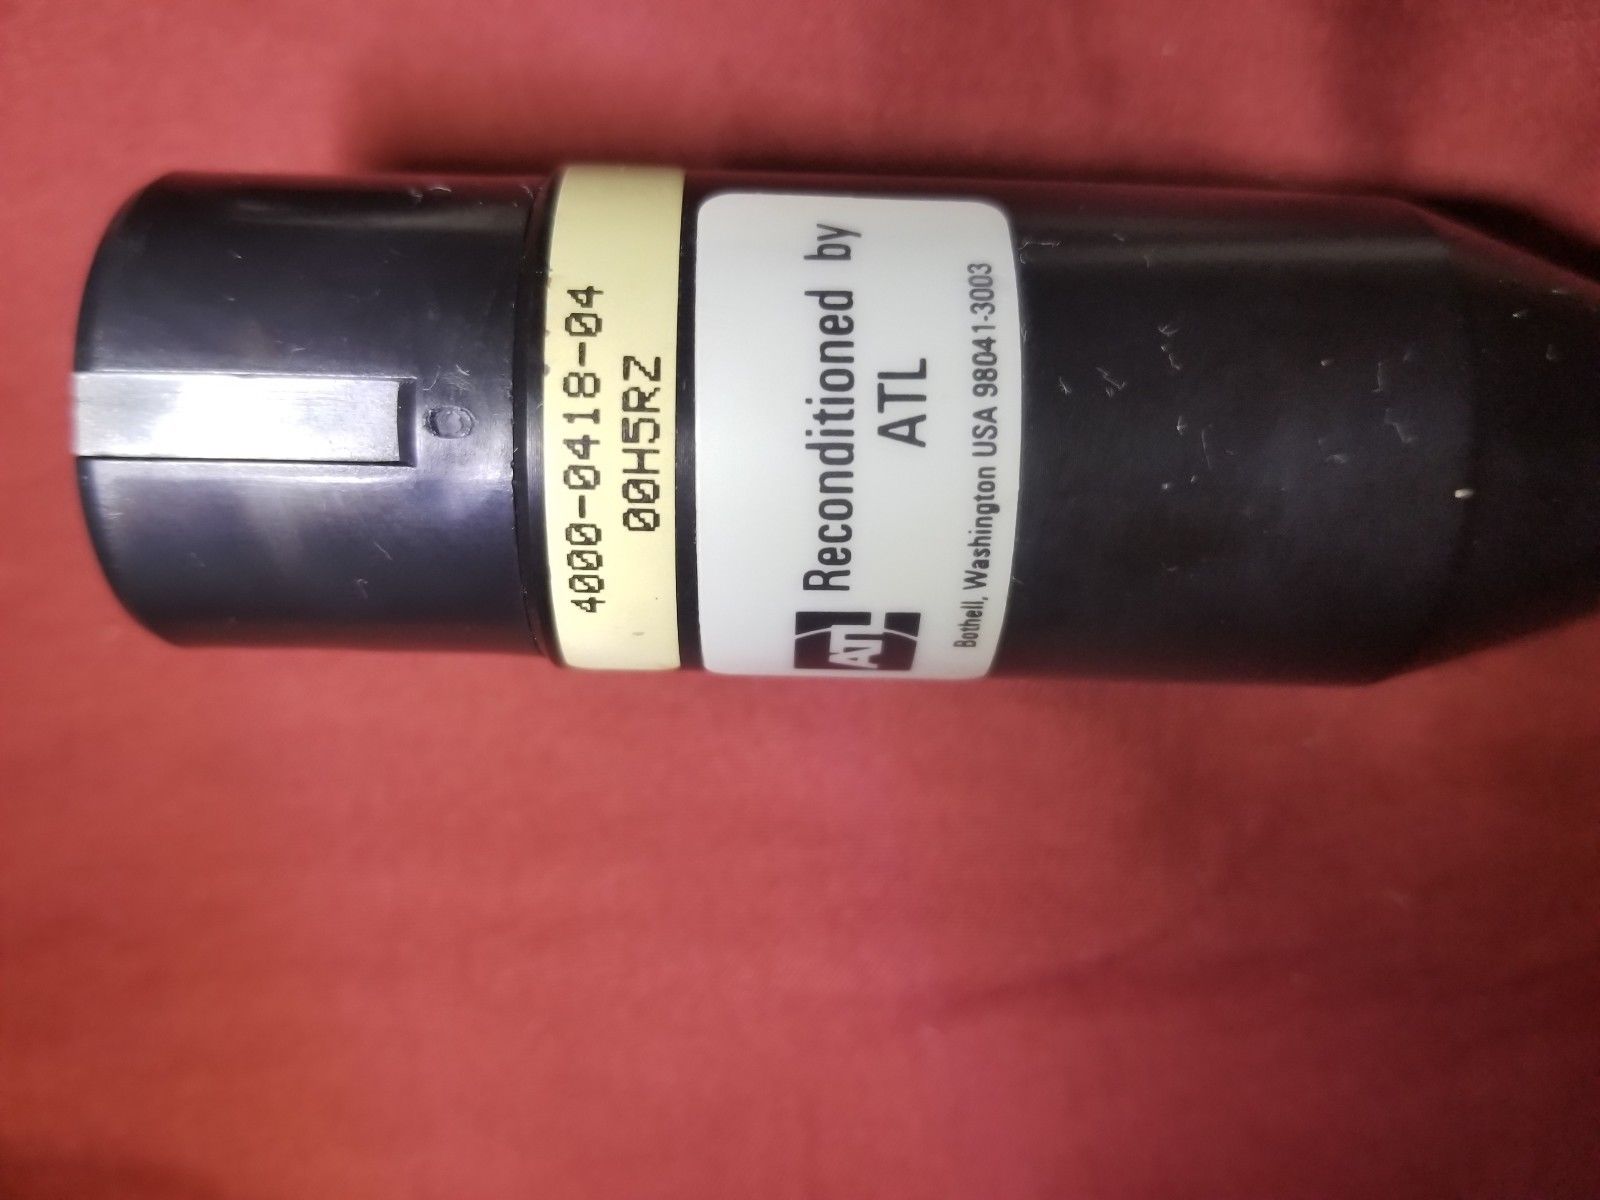 4000-0418-04
00H5RZ
ATL Reconditioned by
ATL
Bothell, Washington USA 98041-3003